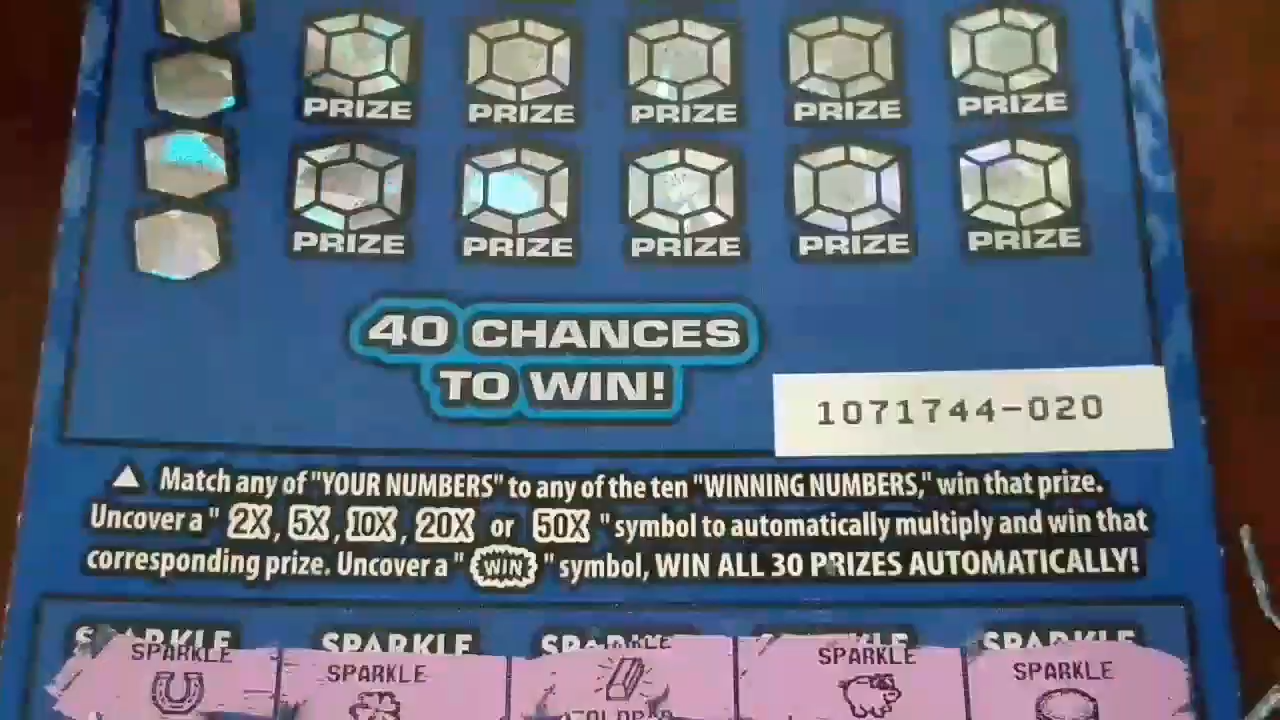 PRIZE PRIZE PRIZE PRIZE PRIZE
PRIZE PRIZE PRIZE PRIZE PRIZE
40 CHANCES
TO WIN!
1071744-020
▲ Match any of "YOUR NUMBERS" to any of the ten "WINNING NUMBERS," win that prize.
Uncover a " 2X, 5X, 10X, 20X or 50X " symbol to automatically multiply and win that
corresponding prize. Uncover a " WIN " symbol, WIN ALL 30 PRIZES AUTOMATICALLY!
SPARKLE SPARKLE SPARKLE SPARKLE
SPARKLE SPARKLE SPARKLE SPARKLE